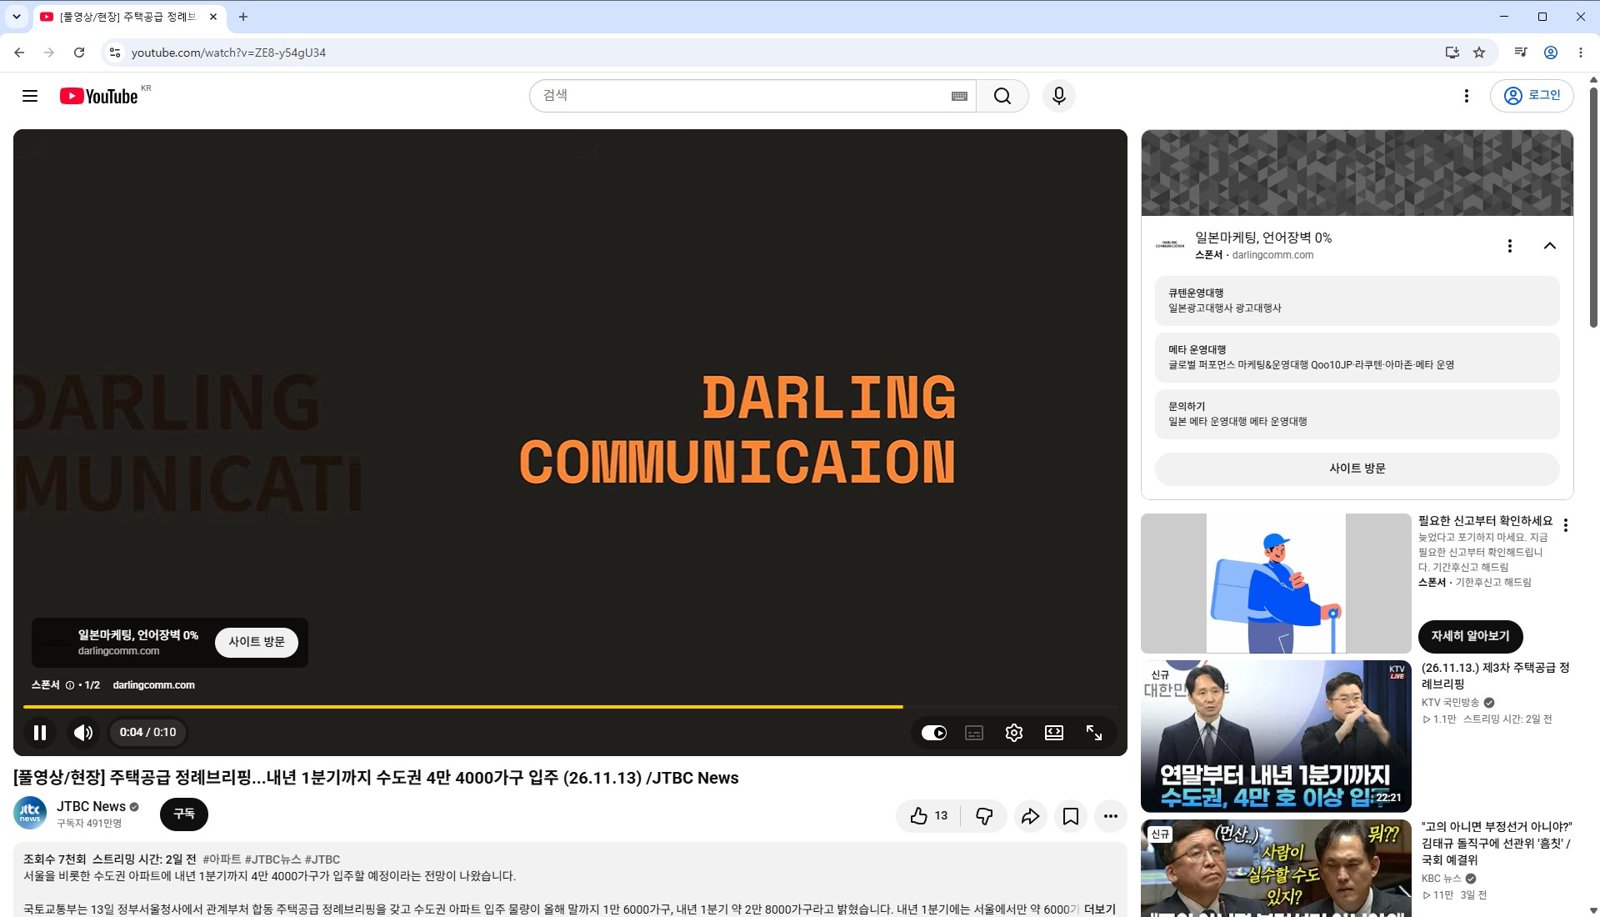 [풀영상/현장] 주택공급 정례브
youtube.com/watch?v=ZE8-y54gU34
YouTube KR
검색
로그인
DARLING
COMMUNICAION
DARLING
MUNICATI
일본마케팅, 언어장벽 0%
darlingcomm.com
사이트 방문
스폰서 · 1/2 darlingcomm.com
0:04 / 0:10
[풀영상/현장] 주택공급 정례브리핑...내년 1분기까지 수도권 4만 4000가구 입주 (26.11.13) /JTBC News
jtbc news
JTBC News
구독자 491만명
구독
13
조회수 7천회 스트리밍 시간: 2일 전 #아파트 #JTBC뉴스 #JTBC
서울을 비롯한 수도권 아파트에 내년 1분기까지 4만 4000가구가 입주할 예정이라는 전망이 나왔습니다.
국토교통부는 13일 정부서울청사에서 관계부처 합동 주택공급 정례브리핑을 갖고 수도권 아파트 입주 물량이 올해 말까지 1만 6000가구, 내년 1분기 약 2만 8000가구라고 밝혔습니다. 내년 1분기에는 서울에서만 약 6000가 더보기
DARLING
COMMUNICATION
일본마케팅, 언어장벽 0%
스폰서 · darlingcomm.com
큐텐운영대행
일본광고대행사 광고대행사
메타 운영대행
글로벌 퍼포먼스 마케팅&운영대행 Qoo10JP·라쿠텐·아마존·메타 운영
문의하기
일본 메타 운영대행 메타 운영대행
사이트 방문
필요한 신고부터 확인하세요
늦었다고 포기하지 마세요. 지금
필요한 신고부터 확인해드립니
다. 기간후신고 해드림
스폰서 · 기한후신고 해드림
자세히 알아보기
신규
대한민
KTV
LIVE
연말부터 내년 1분기까지
수도권, 4만 호 이상 입
22:21
(26.11.13.) 제3차 주택공급 정
례브리핑
KTV 국민방송
1.1만 스트리밍 시간: 2일 전
신규
(먼산..)
사람이
실수할 수도
있지?
뭐??
"고의 아니면 부정선거 아니야?"
김태규 돌직구에 선관위 '흠칫' /
국회 예결위
KBC 뉴스
11만 3일 전